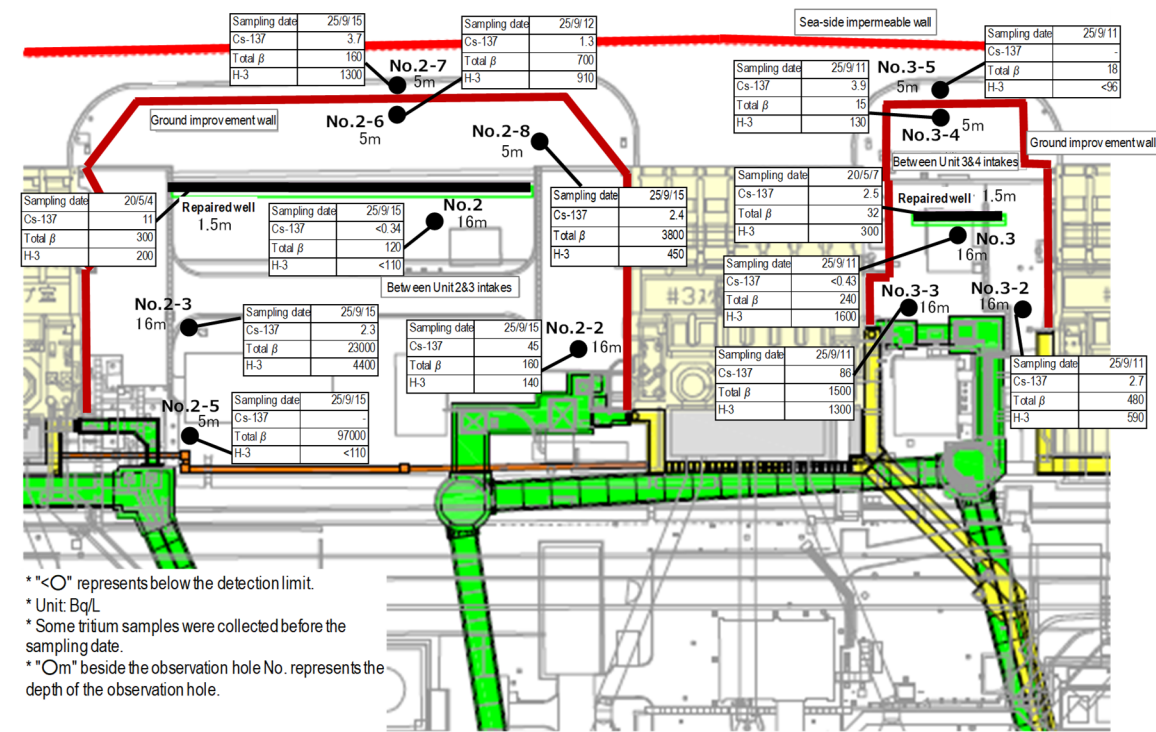 Sea-side impermeable wall
Sampling date 25/9/15
Cs-137 3.7
Total β 160
H-3 1300
No.2-7
5m
Sampling date 25/9/12
Cs-137 1.3
Total β 700
H-3 910
No.2-6
5m
Sampling date 25/9/11
Cs-137 -
Total β 18
H-3 <96
No.3-5
5m
Sampling date 25/9/11
Cs-137 3.9
Total β 15
H-3 130
No.3-4
5m
Ground improvement wall
Ground improvement wall
No.2-8
5m
Sampling date 25/9/15
Cs-137 2.4
Total β 3800
H-3 450
Between Unit 3&4 intakes
Sampling date 20/5/4
Cs-137 11
Total β 300
H-3 200
Repaired well
1.5m
Sampling date 25/9/15
Cs-137 <0.34
Total β 120
H-3 <110
No.2
16m
Between Unit 2&3 intakes
Sampling date 20/5/7
Cs-137 2.5
Total β 32
H-3 300
Repaired well
1.5m
Sampling date 25/9/11
Cs-137 <0.43
Total β 240
H-3 1600
No.3
16m
No.2-3
16m
Sampling date 25/9/15
Cs-137 2.3
Total β 23000
H-3 4400
Sampling date 25/9/15
Cs-137 45
Total β 160
H-3 140
No.2-2
16m
No.3-3
16m
No.3-2
16m
Sampling date 25/9/11
Cs-137 86
Total β 1500
H-3 1300
Sampling date 25/9/11
Cs-137 2.7
Total β 480
H-3 590
No.2-5
5m
Sampling date 25/9/15
Cs-137 -
Total β 97000
H-3 <110
* "<○" represents below the detection limit.
* Unit: Bq/L
* Some tritium samples were collected before the
sampling date.
* "○m" beside the observation hole No. represents the
depth of the observation hole.